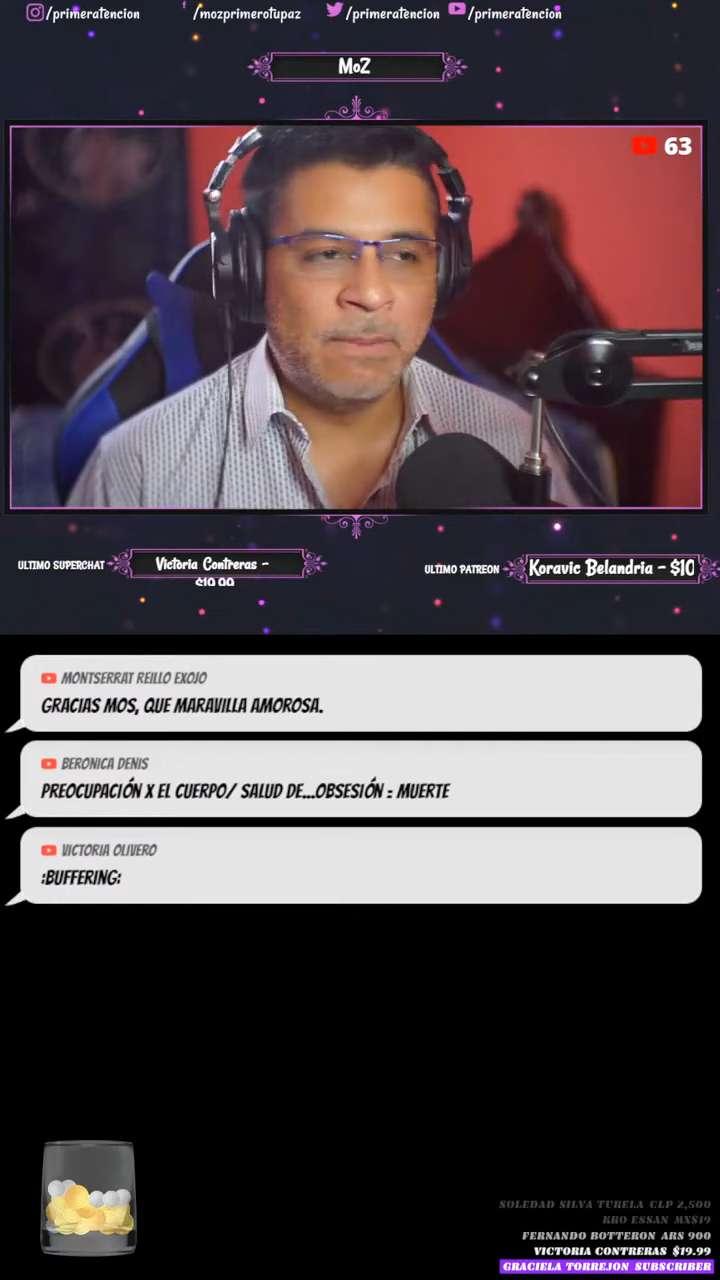 /primeratencion
/mozprimerotupaz
/primeratencion
/primeratencion
MoZ
63
ULTIMO SUPERCHAT
Victoria Contreras -
$19.99
ULTIMO PATREON
Koravic Belandria - $10
MONTSERRAT REILLO EXOJO
GRACIAS MOS, QUE MARAVILLA AMOROSA.
BERONICA DENIS
PREOCUPACIÓN X EL CUERPO/ SALUD DE...OBSESIÓN = MUERTE
VICTORIA OLIVERO
:BUFFERING:
SOLEDAD SILVA TURELA CLP 2,500
KRO ESSAN MX$19
FERNANDO BOTTERON ARS 900
VICTORIA CONTRERAS $19.99
GRACIELA TORREJON SUBSCRIBER